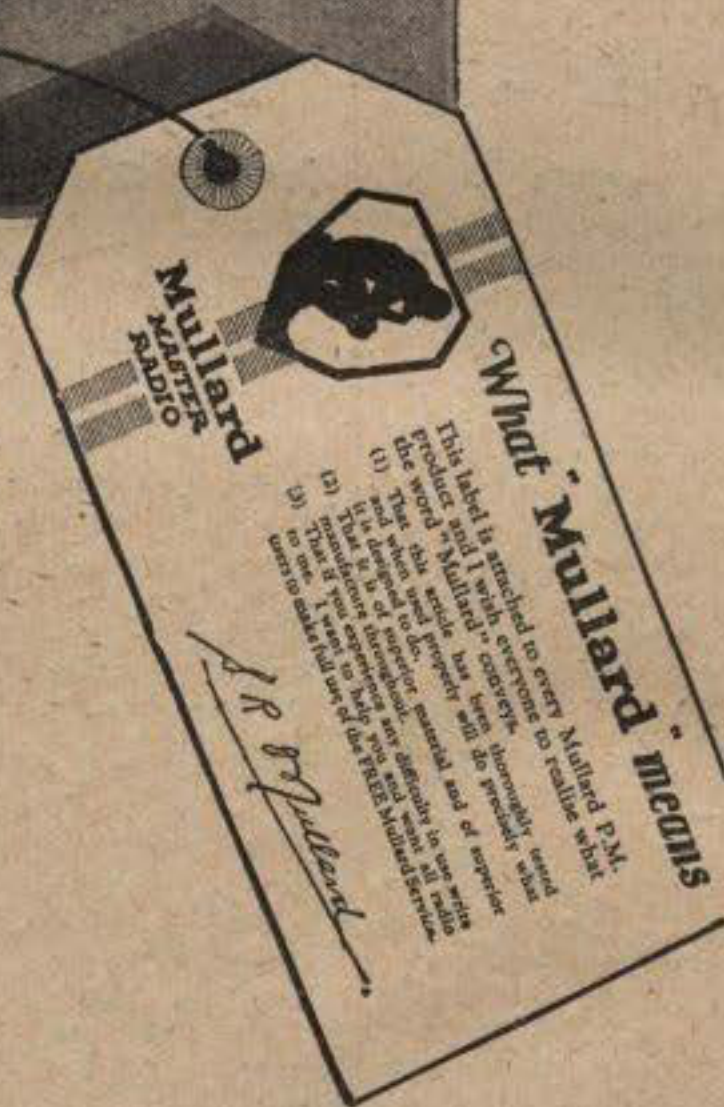 Mullard
MASTER
RADIO
What "Mullard" means
This label is attached to every Mullard P.M.
product and I wish everyone to realise what
the word "Mullard" conveys.
(1) That this article has been thoroughly tested
and when used properly will do precisely what
it is designed to do.
(2) That it is of superior material and of superior
manufacture throughout.
(3) That if you experience any difficulty in use write
to me. I want to help you and want all radio
users to make full use of the FREE Mullard Service.
S R Mullard